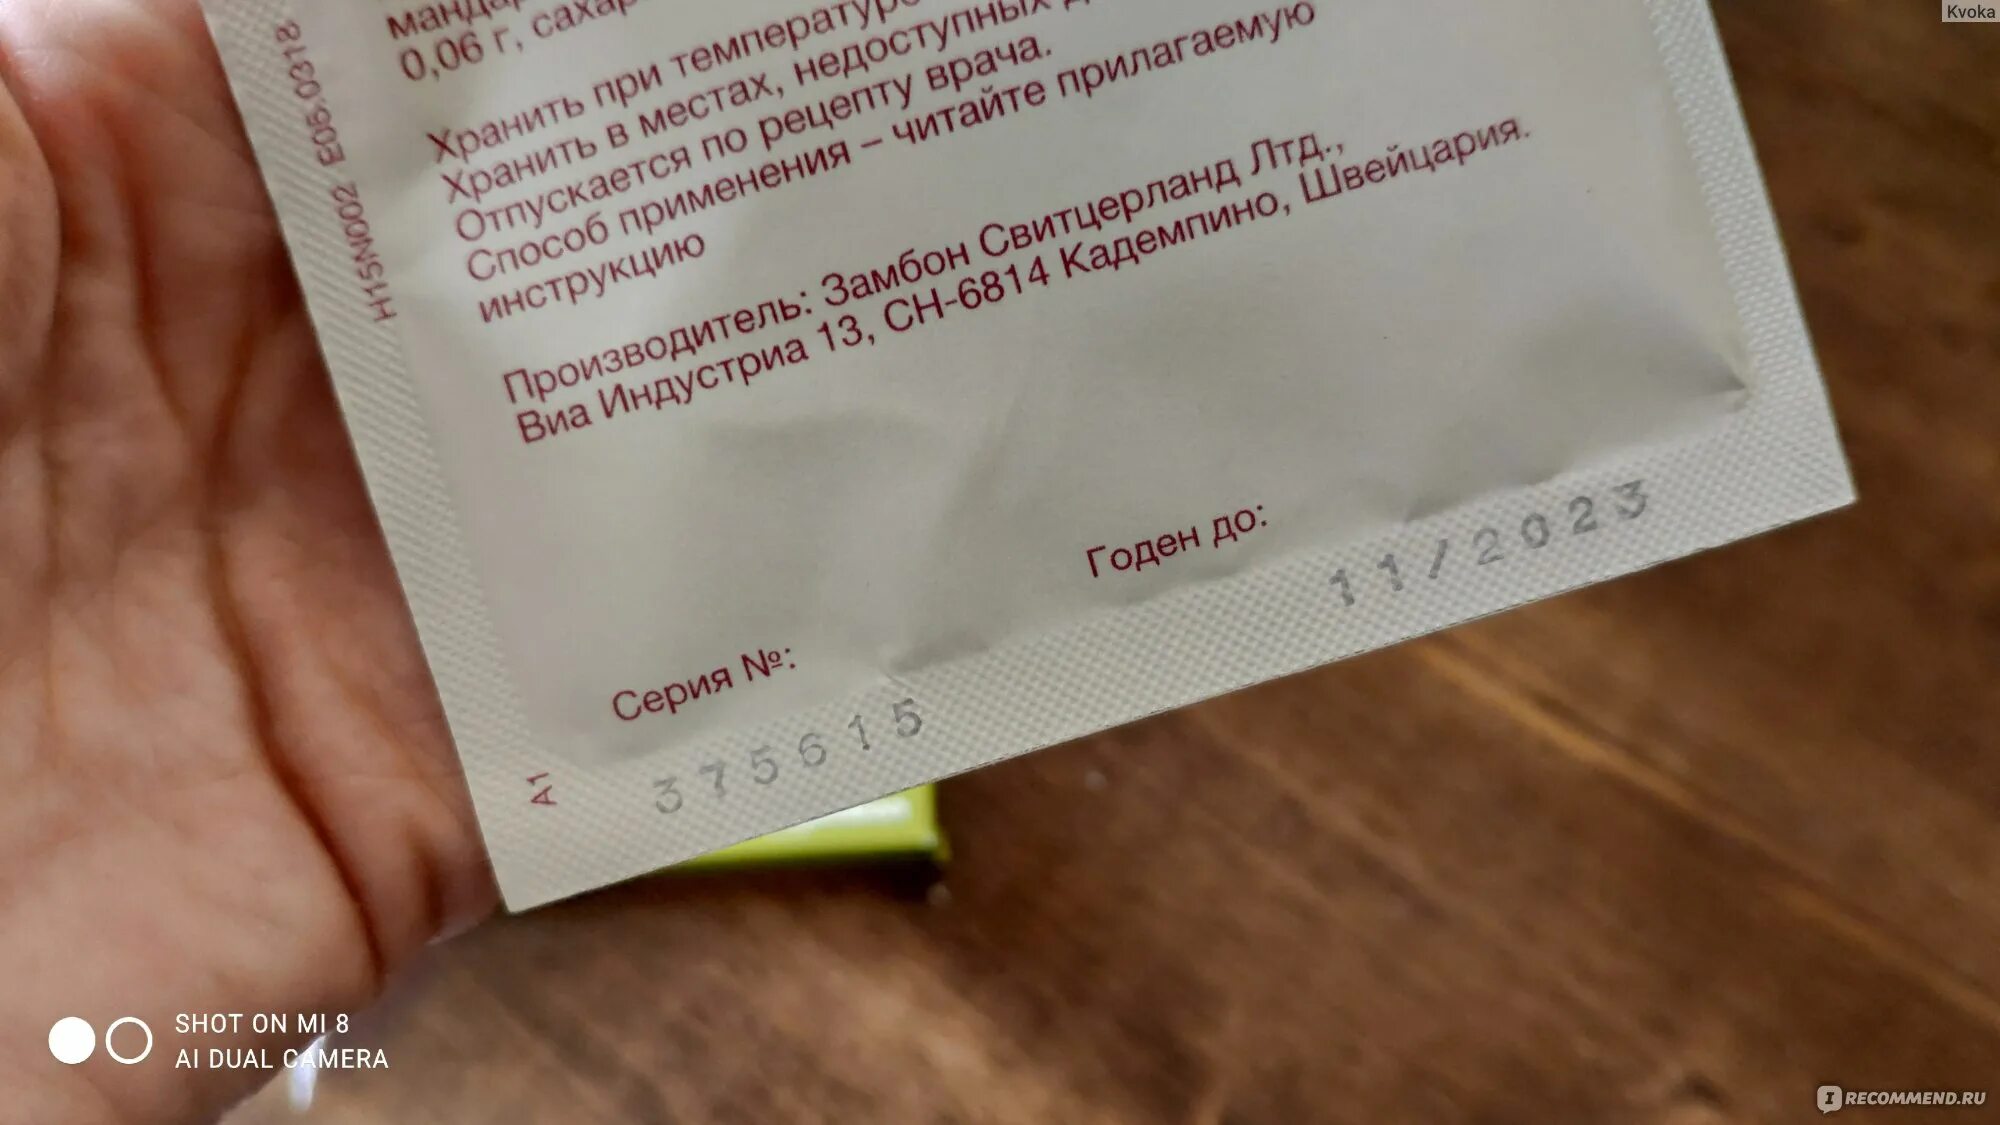 Kvoka
0,06 г,
Хранить при
Хранить в местах, недоступных
Отпускается по рецепту врача.
Способ применения – читайте прилагаемую
инструкцию
Производитель: Замбон Свитцерланд Лтд.,
Виа Индустриа 13, CH-6814 Кадемпино, Швейцария.
Годен до:
11/2023
Серия №:
375615
A1
H15N002 E05.0318
SHOT ON MI 8
AI DUAL CAMERA
IRECOMMEND.RU